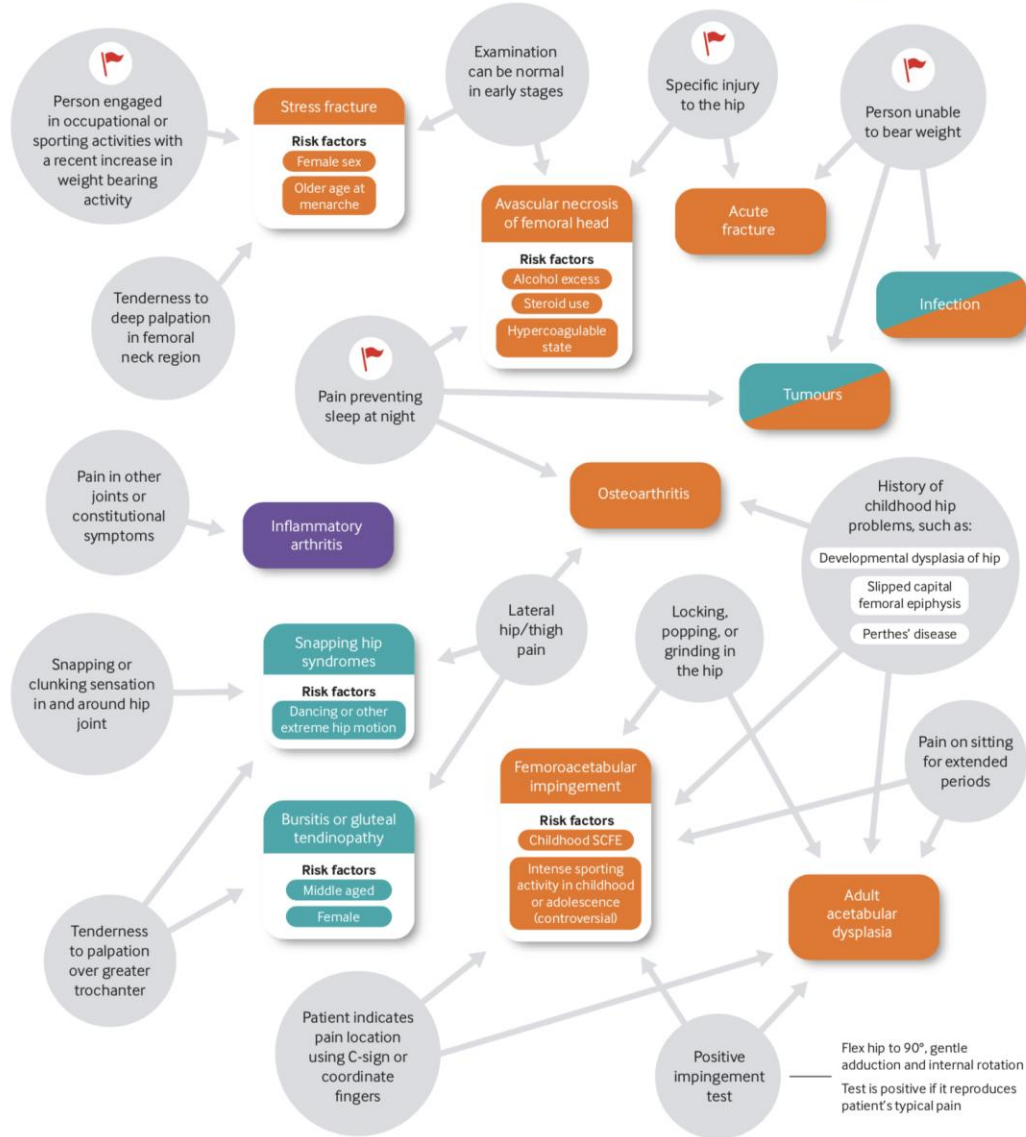 Person engaged
in occupational or
sporting activities with
a recent increase in
weight bearing
activity
Stress fracture
Risk factors
Female sex
Older age at
menarche
Examination
can be normal
in early stages
Specific injury
to the hip
Person unable
to bear weight
Avascular necrosis
of femoral head
Risk factors
Alcohol excess
Steroid use
Hypercoagulable
state
Acute
fracture
Infection
Tenderness to
deep palpation
in femoral
neck region
Pain preventing
sleep at night
Tumours
Pain in other
joints or
constitutional
symptoms
Inflammatory
arthritis
Osteoarthritis
History of
childhood hip
problems, such as:
Developmental dysplasia of hip
Slipped capital
femoral epiphysis
Perthes' disease
Lateral
hip/thigh
pain
Locking,
popping, or
grinding in
the hip
Snapping or
clunking sensation
in and around hip
joint
Snapping hip
syndromes
Risk factors
Dancing or other
extreme hip motion
Pain on sitting
for extended
periods
Femoroacetabular
impingement
Risk factors
Childhood SCFE
Intense sporting
activity in childhood
or adolescence
(controversial)
Bursitis or gluteal
tendinopathy
Risk factors
Middle aged
Female
Adult
acetabular
dysplasia
Tenderness
to palpation
over greater
trochanter
Patient indicates
pain location
using C-sign or
coordinate
fingers
Positive
impingement
test
Flex hip to 90°, gentle
adduction and internal rotation
Test is positive if it reproduces
patient's typical pain